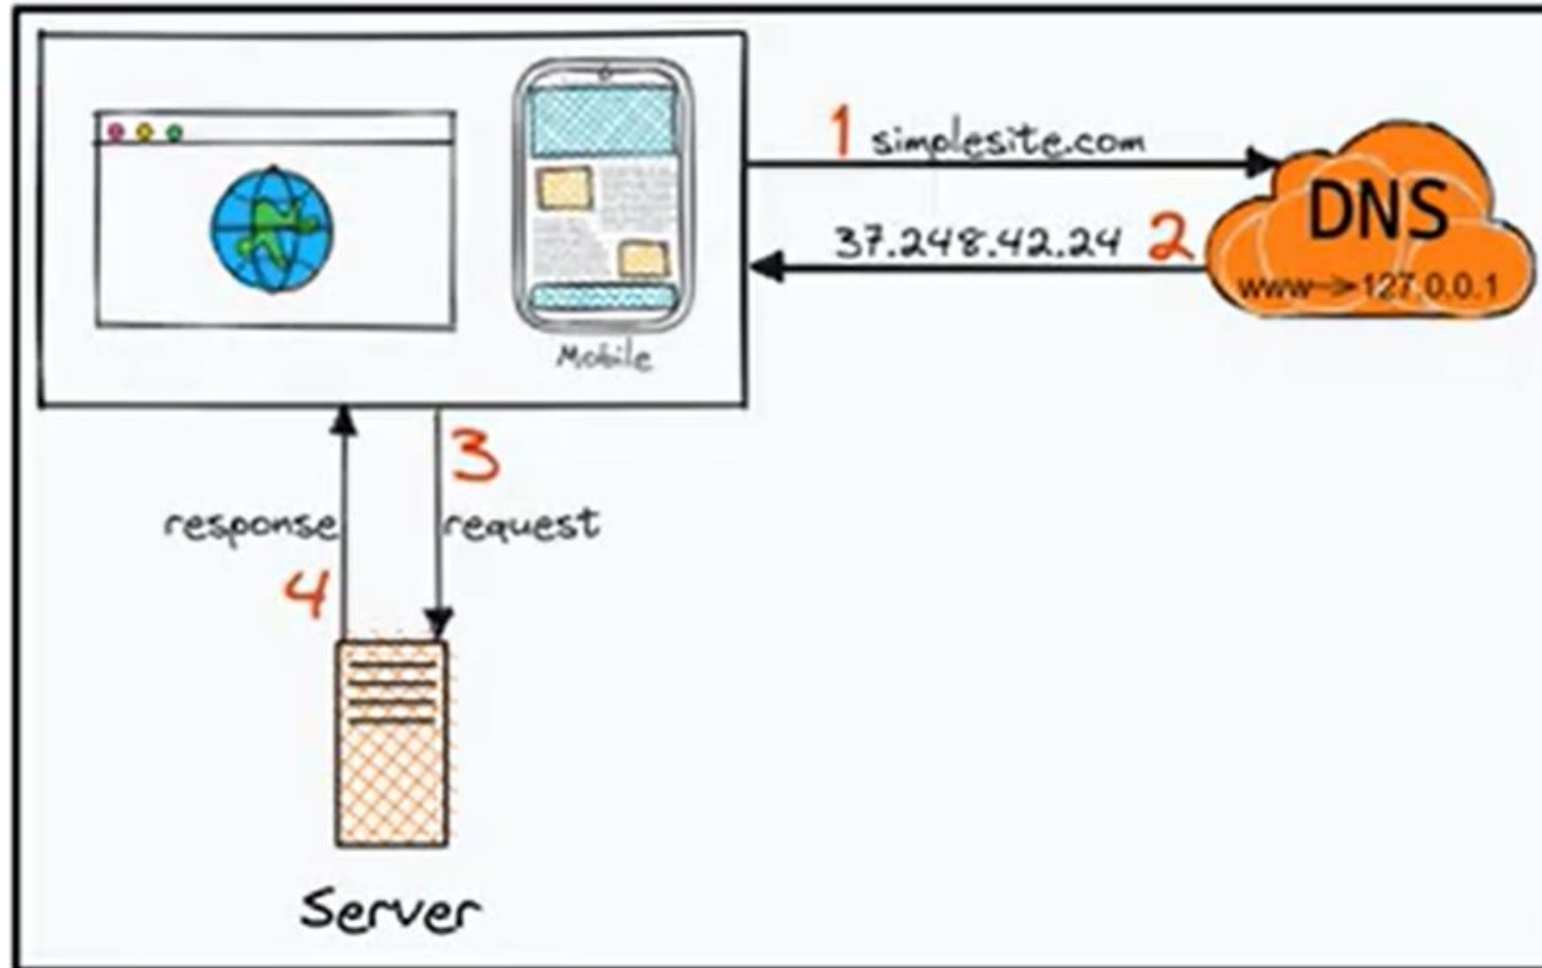 1 simplesite.com
DNS
37.248.42.24 2
www->127.0.0.1
Mobile
3
response
request
4
Server